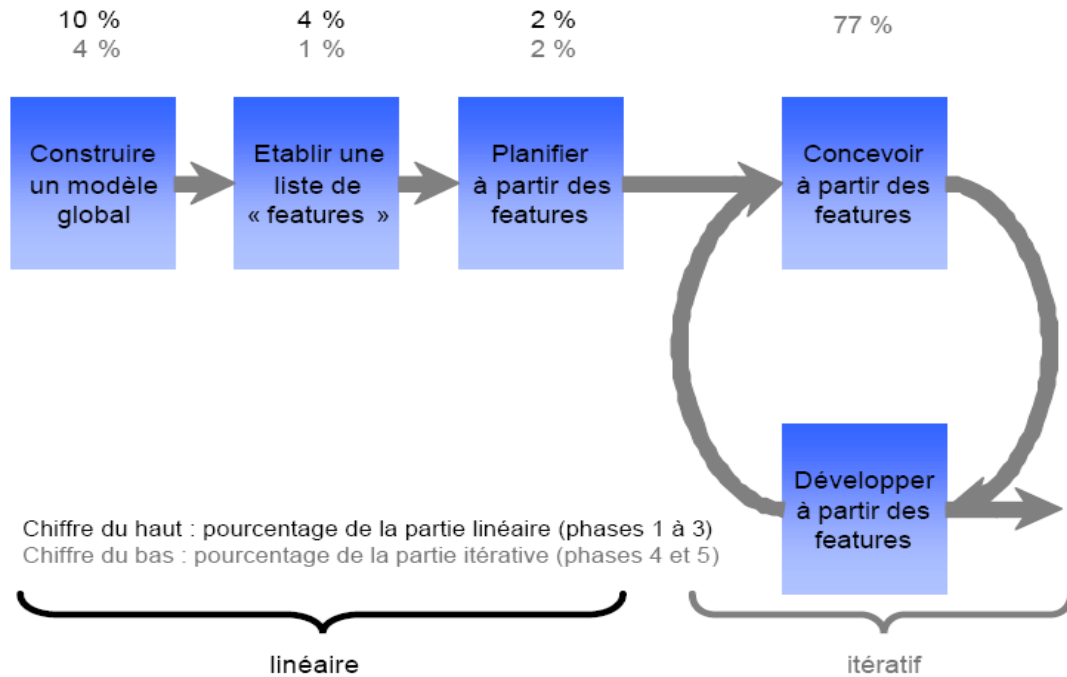 10 %
4 %
4 %
1 %
2 %
2 %
77 %
Construire
un modèle
global
Etablir une
liste de
« features »
Planifier
à partir des
features
Concevoir
à partir des
features
Développer
à partir des
features
Chiffre du haut : pourcentage de la partie linéaire (phases 1 à 3)
Chiffre du bas : pourcentage de la partie itérative (phases 4 et 5)
linéaire
itératif